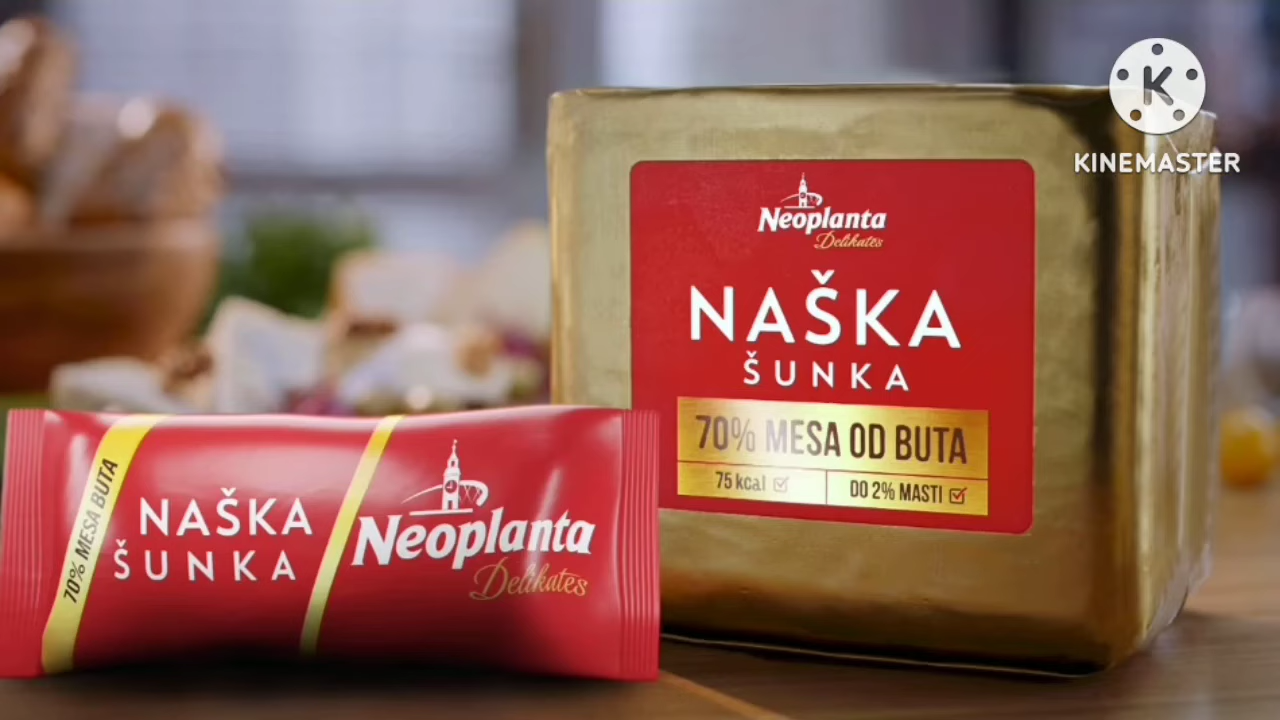 KINEMASTER
Neoplanta
Delikates
NAŠKA
ŠUNKA
70% MESA OD BUTA
75 kcal
DO 2% MASTI
70% MESA BUTA
NAŠKA
ŠUNKA
Neoplanta
Delikates